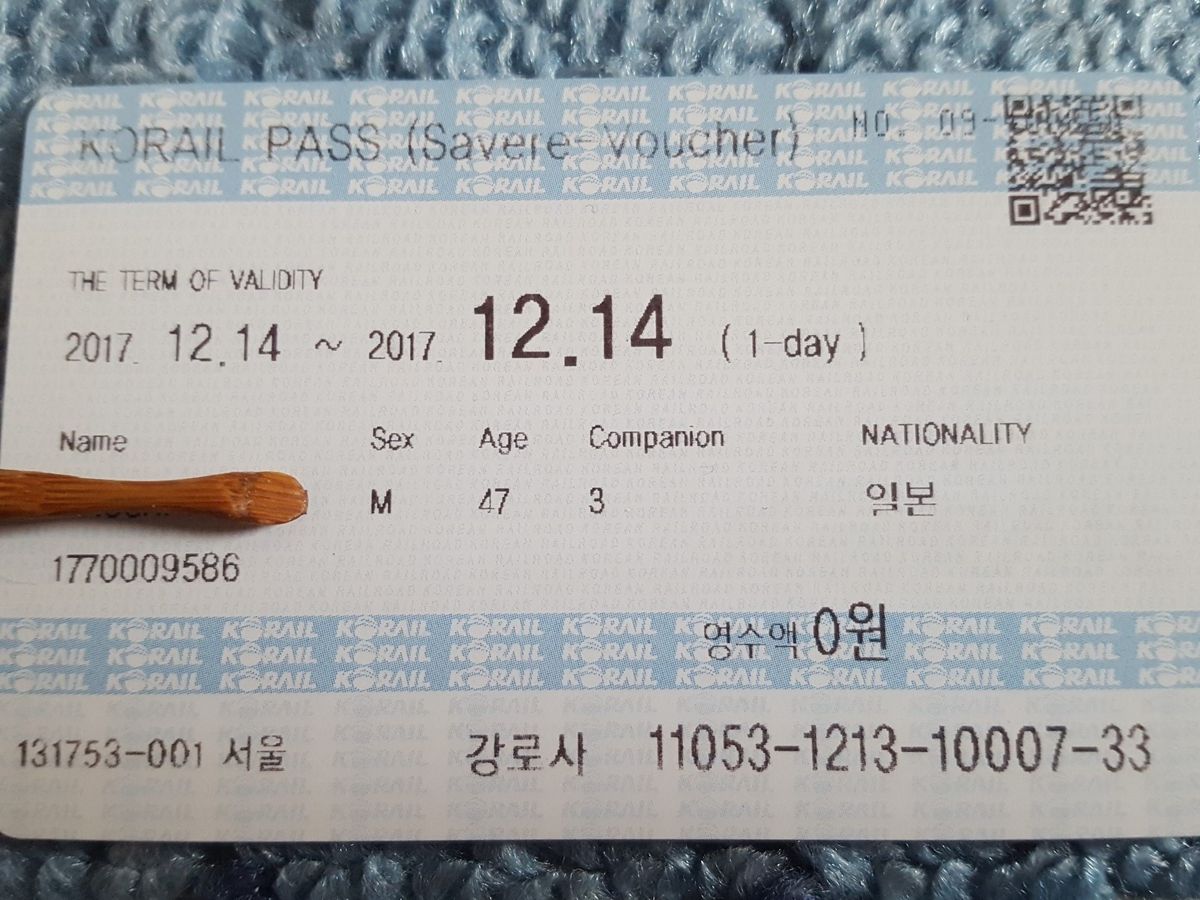 KORAIL PASS (Savere-Voucher) NO. 09-
THE TERM OF VALIDITY
2017. 12.14 ~ 2017. 12.14 ( 1-day )
Name Sex Age Companion NATIONALITY
M 47 3 일본
1770009586
영수액 0원
131753-001 서울 강로사 11053-1213-10007-33
KORAIL